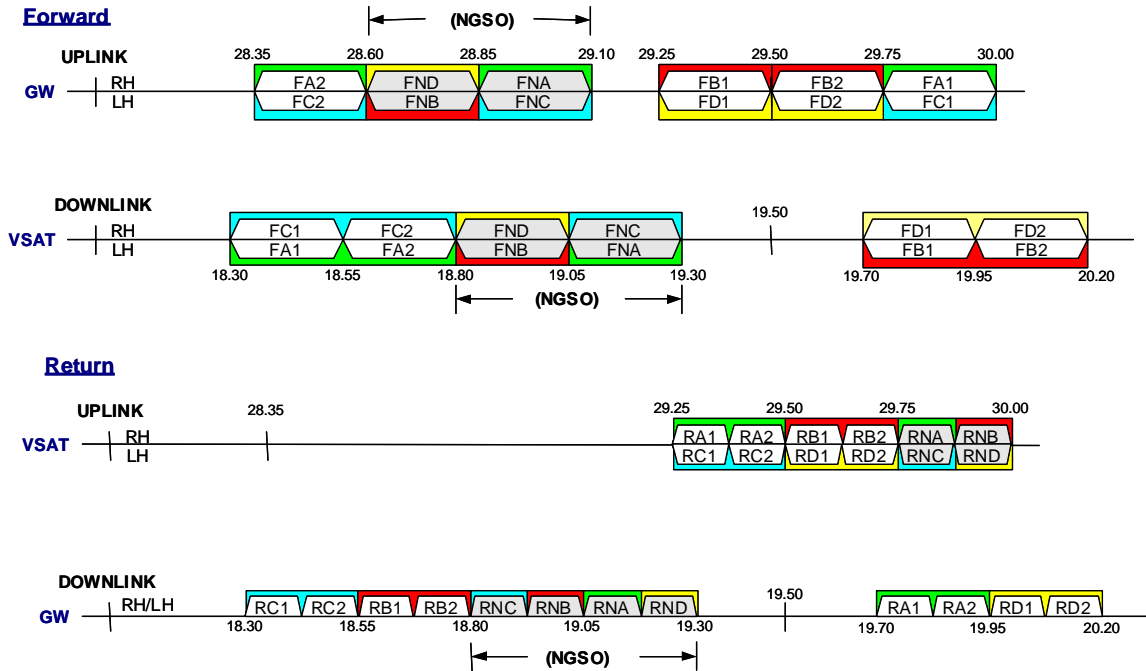 Forward
(NGSO)
UPLINK
28.35 28.60 28.85 29.10 29.25 29.50 29.75 30.00
GW RH FA2 FND FNA FB1 FB2 FA1
LH FC2 FNB FNC FD1 FD2 FC1
DOWNLINK
19.50
VSAT RH FC1 FC2 FND FNC FD1 FD2
LH FA1 FA2 FNB FNA FB1 FB2
18.30 18.55 18.80 19.05 19.30 19.70 19.95 20.20
(NGSO)
Return
UPLINK
28.35 29.25 29.50 29.75 30.00
VSAT RH RA1 RA2 RB1 RB2 RNA RNB
LH RC1 RC2 RD1 RD2 RNC RND
DOWNLINK
19.50
GW RH/LH RC1 RC2 RB1 RB2 RNC RNB RNA RND RA1 RA2 RD1 RD2
18.30 18.55 18.80 19.05 19.30 19.70 19.95 20.20
(NGSO)